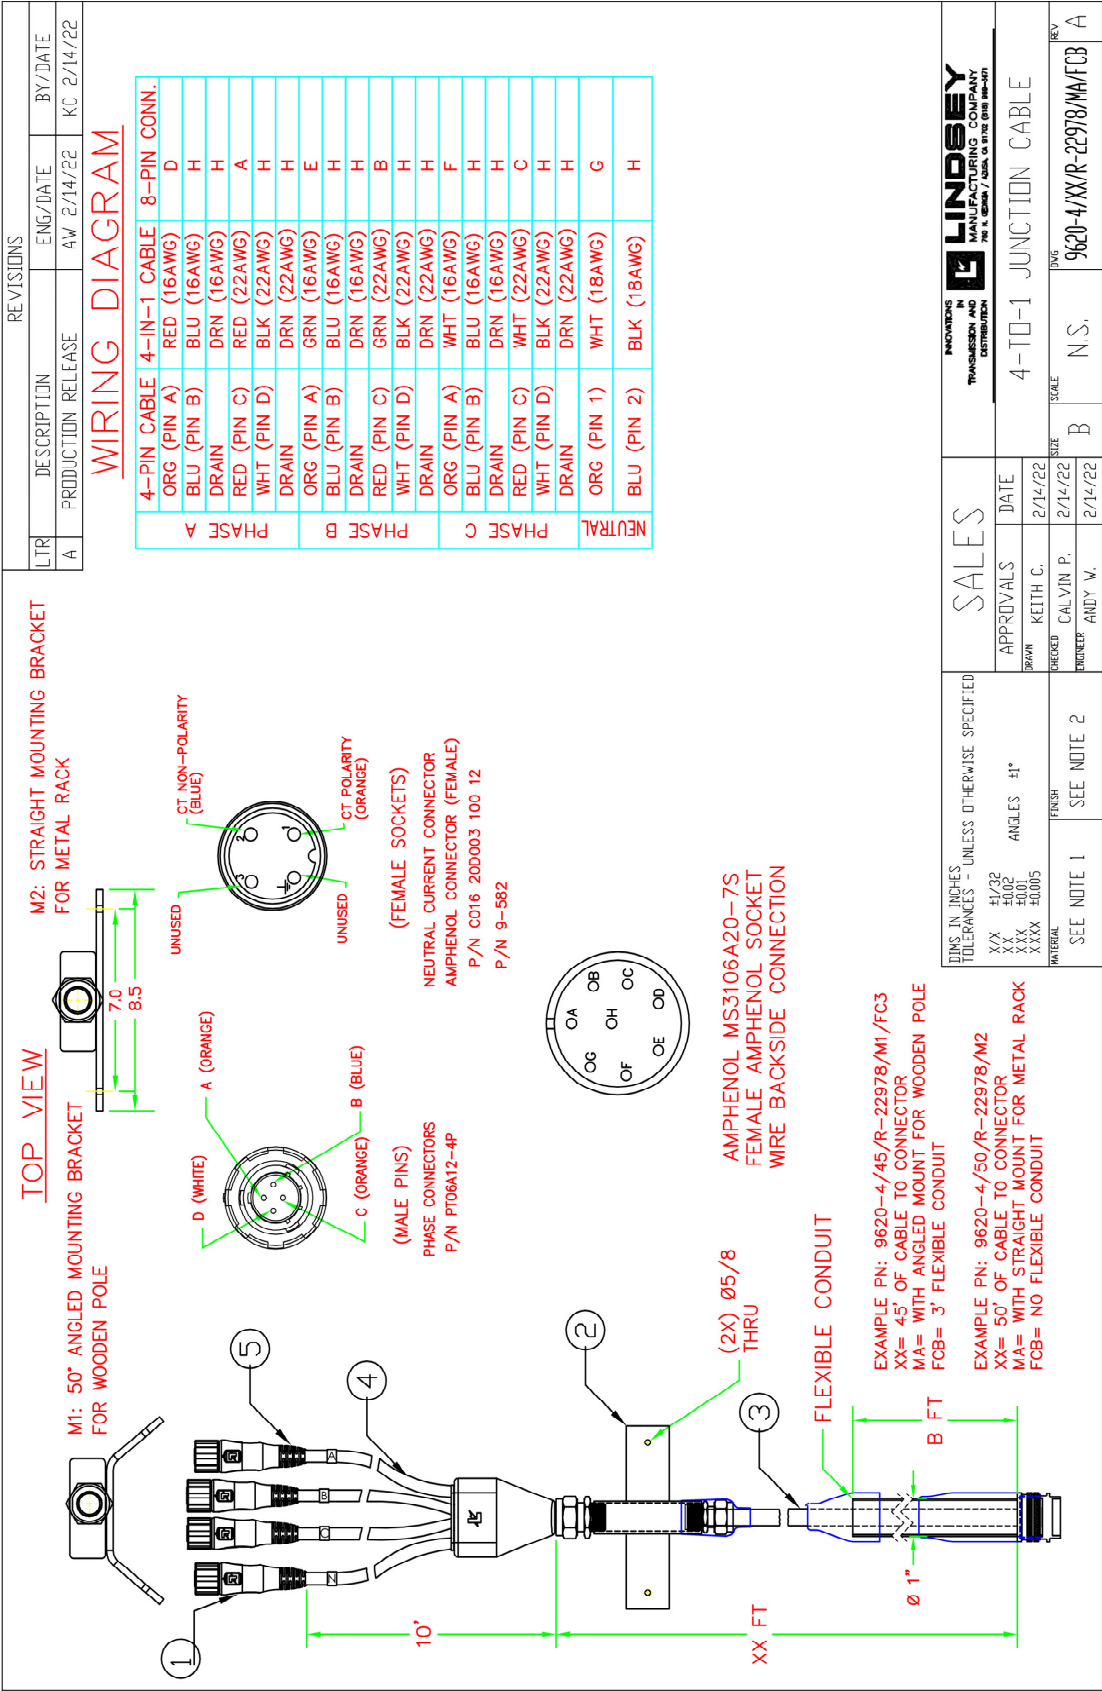 REVISIONS
LTR DESCRIPTION ENG/DATE BY/DATE
A PRODUCTION RELEASE AW 2/14/22 KC 2/14/22
TOP VIEW
M1: 50° ANGLED MOUNTING BRACKET
FOR WOODEN POLE
M2: STRAIGHT MOUNTING BRACKET
FOR METAL RACK
7.0
8.5
WIRING DIAGRAM
4-PIN CABLE 4-IN-1 CABLE 8-PIN CONN.
PHASE A
ORG (PIN A) RED (16AWG) D
BLU (PIN B) BLU (16AWG) H
DRAIN DRN (16AWG) H
RED (PIN C) RED (22AWG) A
WHT (PIN D) BLK (22AWG) H
DRAIN DRN (22AWG) H
PHASE B
ORG (PIN A) GRN (16AWG) E
BLU (PIN B) BLU (16AWG) H
DRAIN DRN (16AWG) H
RED (PIN C) GRN (22AWG) B
WHT (PIN D) BLK (22AWG) H
DRAIN DRN (22AWG) H
PHASE C
ORG (PIN A) WHT (16AWG) F
BLU (PIN B) BLU (16AWG) H
DRAIN DRN (16AWG) H
RED (PIN C) WHT (22AWG) C
WHT (PIN D) BLK (22AWG) H
DRAIN DRN (22AWG) H
NEUTRAL
ORG (PIN 1) WHT (18AWG) G
BLU (PIN 2) BLK (18AWG) H
D (WHITE)
A (ORANGE)
C (ORANGE)
B (BLUE)
(MALE PINS)
PHASE CONNECTORS
P/N PT06A12-4P
UNUSED
CT NON-POLARITY
(BLUE)
3 2
1
UNUSED
CT POLARITY
(ORANGE)
(FEMALE SOCKETS)
NEUTRAL CURRENT CONNECTOR
AMPHENOL CONNECTOR (FEMALE)
P/N C016 20D003 100 12
P/N 9-582
G A B
F H C
E D
AMPHENOL MS3106A20-7S
FEMALE AMPHENOL SOCKET
WIRE BACKSIDE CONNECTION
1
5
4
2
3
N C B A
10'
XX FT
(2X) Ø5/8
THRU
FLEXIBLE CONDUIT
B FT
Ø 1"
EXAMPLE PN: 9620-4/45/R-22978/M1/FC3
XX= 45' OF CABLE TO CONNECTOR
MA= WITH ANGLED MOUNT FOR WOODEN POLE
FCB= 3' FLEXIBLE CONDUIT
EXAMPLE PN: 9620-4/50/R-22978/M2
XX= 50' OF CABLE TO CONNECTOR
MA= WITH STRAIGHT MOUNT FOR METAL RACK
FCB= NO FLEXIBLE CONDUIT
DIMS IN INCHES
TOLERANCES - UNLESS OTHERWISE SPECIFIED
X/X ±1/32
XX ±0.02
XXX ±0.01
XXXX ±0.005
ANGLES ±1°
MATERIAL
SEE NOTE 1
FINISH
SEE NOTE 2
SALES
APPROVALS DATE
DRAWN KEITH C. 2/14/22
CHECKED CALVIN P. 2/14/22
ENGINEER ANDY W. 2/14/22
INNOVATIONS
IN
TRANSMISSION AND
DISTRIBUTION
LINDSEY
MANUFACTURING COMPANY
4-TO-1 JUNCTION CABLE
SIZE B
SCALE N.S.
DWG 9620-4/XX/R-22978/MA/FCB
REV A